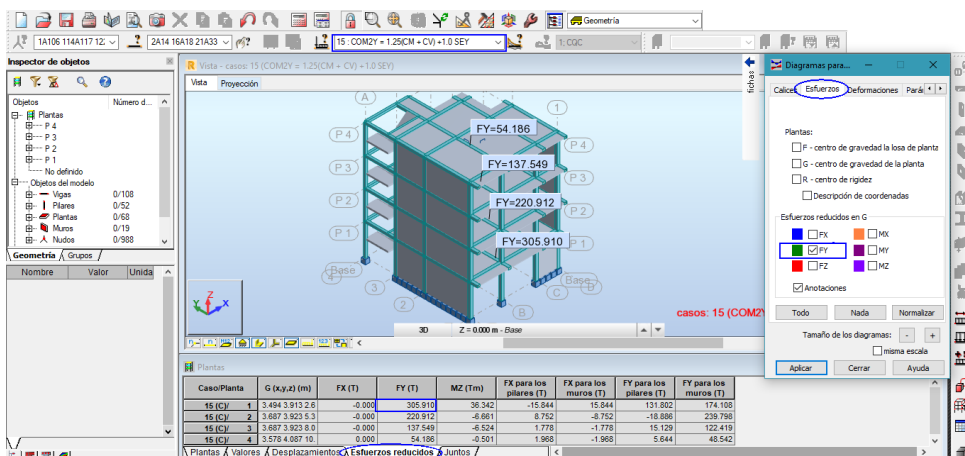 Geometría
1A106 114A117 12:
2A14 16A18 21A33
15 : COM2Y = 1.25(CM + CV) +1.0 SEY
1: CQC
Inspector de objetos
Objetos
Número d...
Plantas
P 4
P 3
P 2
P 1
No definido
Objetos del modelo
Vigas 0/108
Pilares 0/52
Plantas 0/68
Muros 0/19
Nudos 0/988
Geometría
Grupos
Nombre
Valor
Unida
Vista - casos: 15 (COM2Y = 1.25(CM + CV) +1.0 SEY)
Vista
Proyección
fichas
A
1
P 4
FY=54.186
P 4
P 3
FY=137.549
P 3
P 2
FY=220.912
P 2
P 1
FY=305.910
P 1
Base
4
3
2
B
C
Base
D
Z
Y
X
casos: 15 (COM2Y
3D
Z = 0.000 m - Base
Plantas
Caso/Planta
G (x,y,z) (m)
FX (T)
FY (T)
MZ (Tm)
FX para los pilares (T)
FX para los muros (T)
FY para los pilares (T)
FY para los muros (T)
15 (C)/ 1 3.494 3.913 2.6 -0.000 305.910 36.342 -15.844 15.844 131.802 174.108
15 (C)/ 2 3.687 3.923 5.3 -0.000 220.912 -6.661 8.752 -8.752 -18.886 239.798
15 (C)/ 3 3.687 3.923 8.0 -0.000 137.549 -6.524 1.778 -1.778 15.129 122.419
15 (C)/ 4 3.578 4.087 10. 0.000 54.186 -0.501 1.968 -1.968 5.644 48.542
Plantas
Valores
Desplazamientos
Esfuerzos reducidos
Juntos
Diagramas para...
Calices
Esfuerzos
Deformaciones
Pará
Plantas:
F - centro de gravedad la losa de planta
G - centro de gravedad de la planta
R - centro de rigidez
Descripción de coordenadas
Esfuerzos reducidos en G
FX
MX
FY
MY
FZ
MZ
Anotaciones
Todo
Nada
Normalizar
Tamaño de los diagramas:
-
+
misma escala
Aplicar
Cerrar
Ayuda